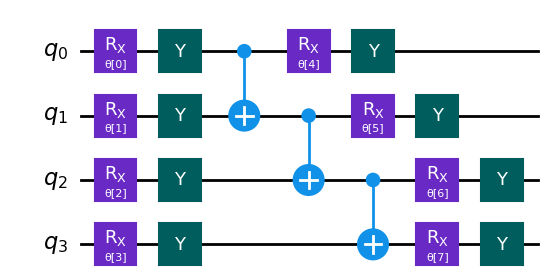 q₀ Rₓ θ[0] Y Rₓ θ[4] Y
q₁ Rₓ θ[1] Y Rₓ θ[5] Y
q₂ Rₓ θ[2] Y Rₓ θ[6] Y
q₃ Rₓ θ[3] Y Rₓ θ[7] Y